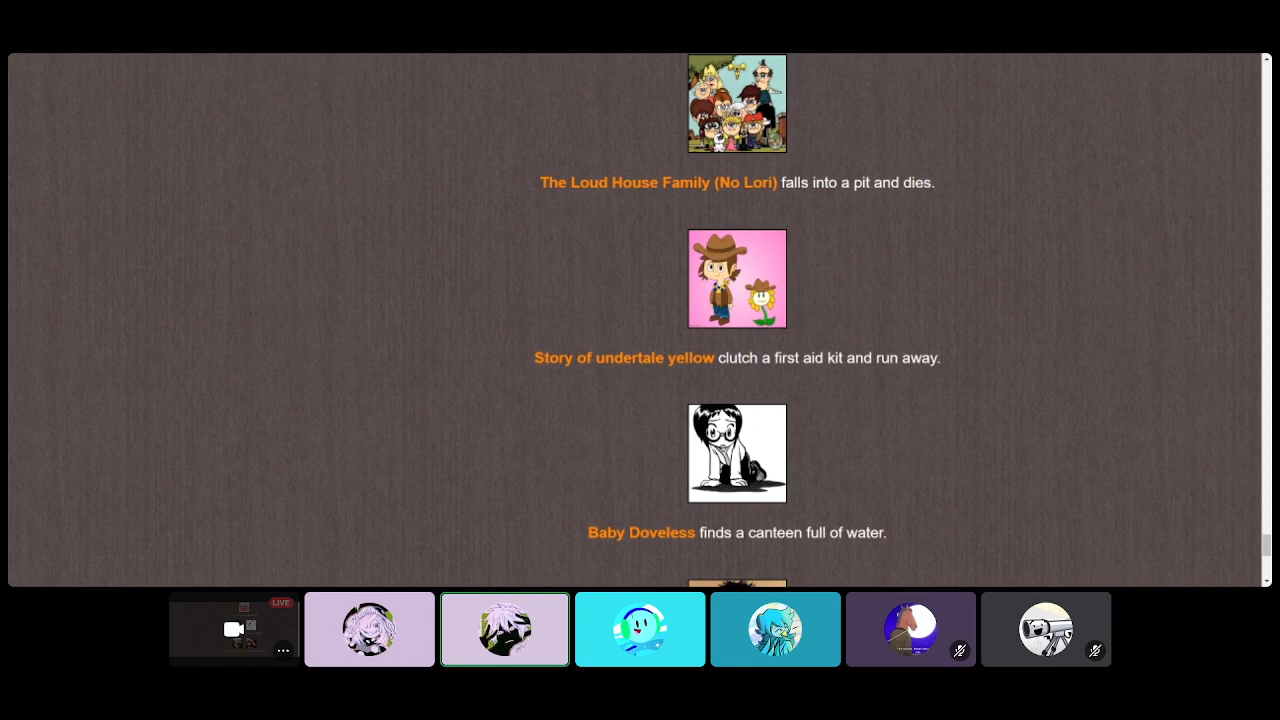 The Loud House Family (No Lori) falls into a pit and dies.
Story of undertale yellow clutch a first aid kit and run away.
Baby Doveless finds a canteen full of water.
LIVE